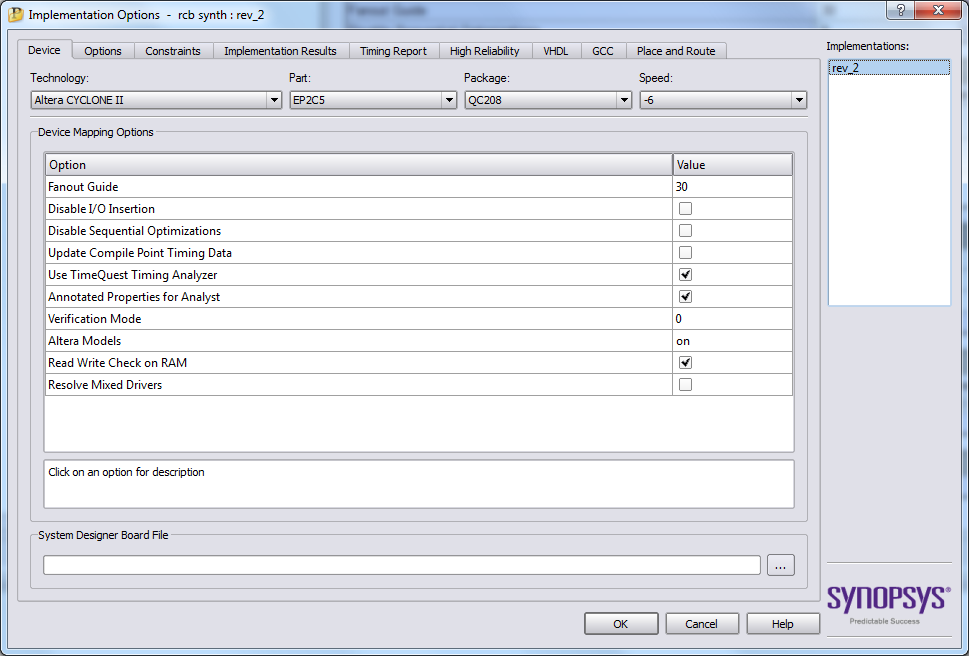 Implementation Options - rcb synth : rev_2
Device Options Constraints Implementation Results Timing Report High Reliability VHDL GCC Place and Route
Implementations:
rev_2
Technology: Part: Package: Speed:
Altera CYCLONE II EP2C5 QC208 -6
Device Mapping Options
Option Value
Fanout Guide 30
Disable I/O Insertion
Disable Sequential Optimizations
Update Compile Point Timing Data
Use TimeQuest Timing Analyzer
Annotated Properties for Analyst
Verification Mode 0
Altera Models on
Read Write Check on RAM
Resolve Mixed Drivers
Click on an option for description
System Designer Board File
...
SYNOPSYS®
Predictable Success
OK Cancel Help